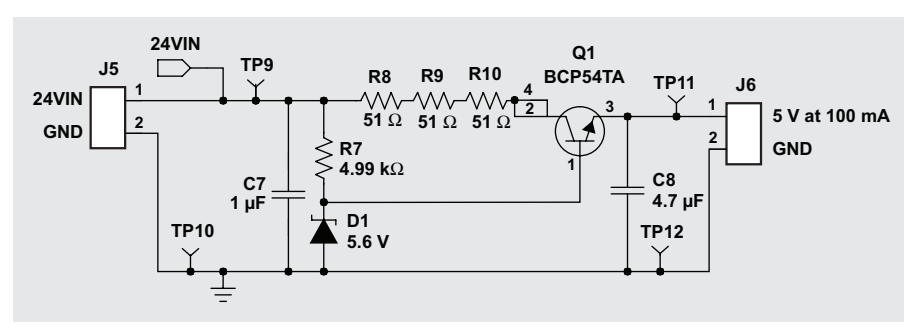 24VIN
J5
1
24VIN
GND
2
TP9
R8
51 Ω
R9
51 Ω
R10
51 Ω
Q1
BCP54TA
4
2
3
1
TP11
J6
1
5 V at 100 mA
2
GND
R7
4.99 kΩ
C7
1 µF
D1
5.6 V
C8
4.7 µF
TP10
TP12